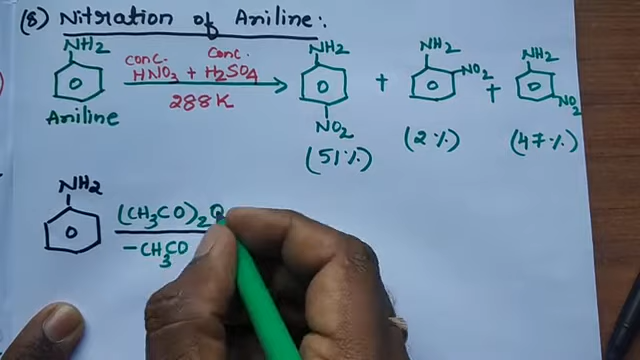 (8) Nitration of Aniline:
NH2 NH2 NH2 NH2
conc. conc.
HNO3 + H2SO4
288K
NO2 + NO2 + NO2
Aniline
(51%) (2%) (47%)
NH2
(CH3CO)2O
-CH3CO